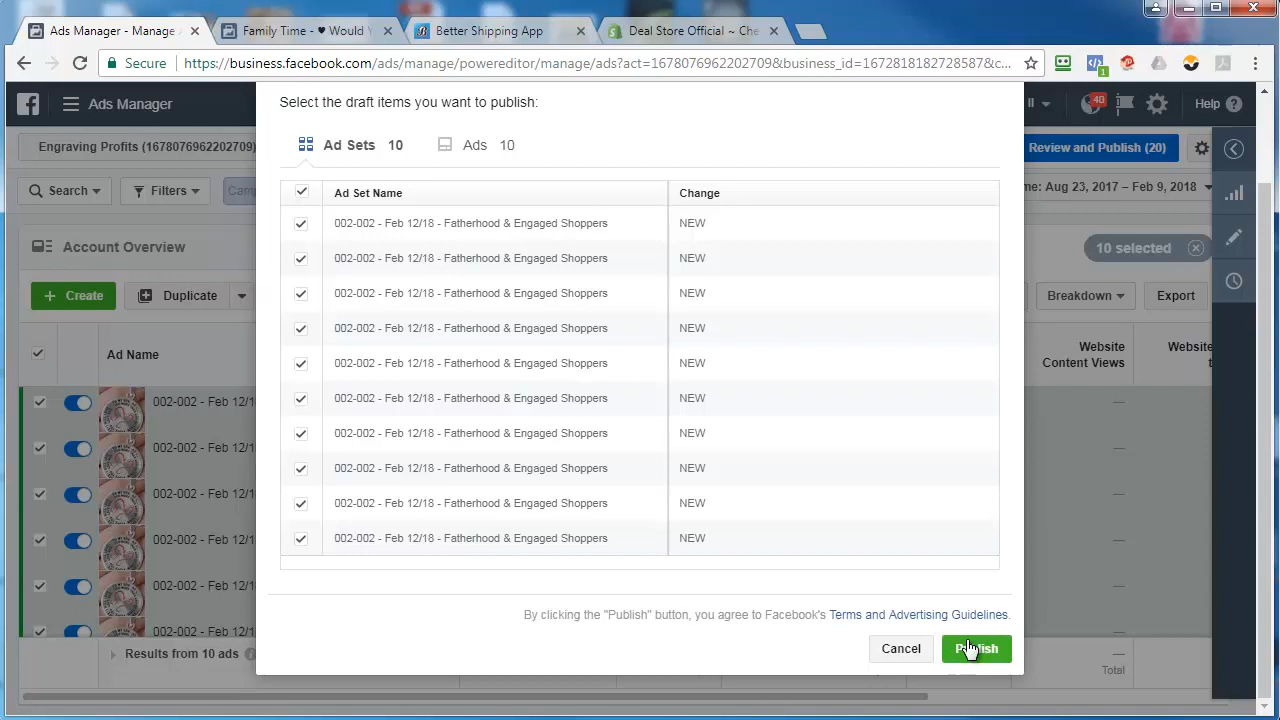 Ads Manager - Manage
Family Time - ♥ Would
Better Shipping App
Deal Store Official ~ Che
Secure
https://business.facebook.com/ads/manage/powereditor/manage/ads?act=1678076962202709&business_id=1672818182728587&c...
Ads Manager
40
Help
Engraving Profits (1678076962202709)
Review and Publish (20)
Search
Filters
Camp
me: Aug 23, 2017 – Feb 9, 2018
Account Overview
10 selected
Create
Duplicate
Breakdown
Export
Ad Name
Website Content Views
Website
002-002 - Feb 12/1
002-002 - Feb 12/1
002-002 - Feb 12/1
002-002 - Feb 12/1
002-002 - Feb 12/1
002-002 - Feb 12/1
Results from 10 ads
—
Total
Select the draft items you want to publish:
Ad Sets 10
Ads 10
Ad Set Name Change
002-002 - Feb 12/18 - Fatherhood & Engaged Shoppers NEW
002-002 - Feb 12/18 - Fatherhood & Engaged Shoppers NEW
002-002 - Feb 12/18 - Fatherhood & Engaged Shoppers NEW
002-002 - Feb 12/18 - Fatherhood & Engaged Shoppers NEW
002-002 - Feb 12/18 - Fatherhood & Engaged Shoppers NEW
002-002 - Feb 12/18 - Fatherhood & Engaged Shoppers NEW
002-002 - Feb 12/18 - Fatherhood & Engaged Shoppers NEW
002-002 - Feb 12/18 - Fatherhood & Engaged Shoppers NEW
002-002 - Feb 12/18 - Fatherhood & Engaged Shoppers NEW
002-002 - Feb 12/18 - Fatherhood & Engaged Shoppers NEW
By clicking the "Publish" button, you agree to Facebook's Terms and Advertising Guidelines.
Cancel
Publish